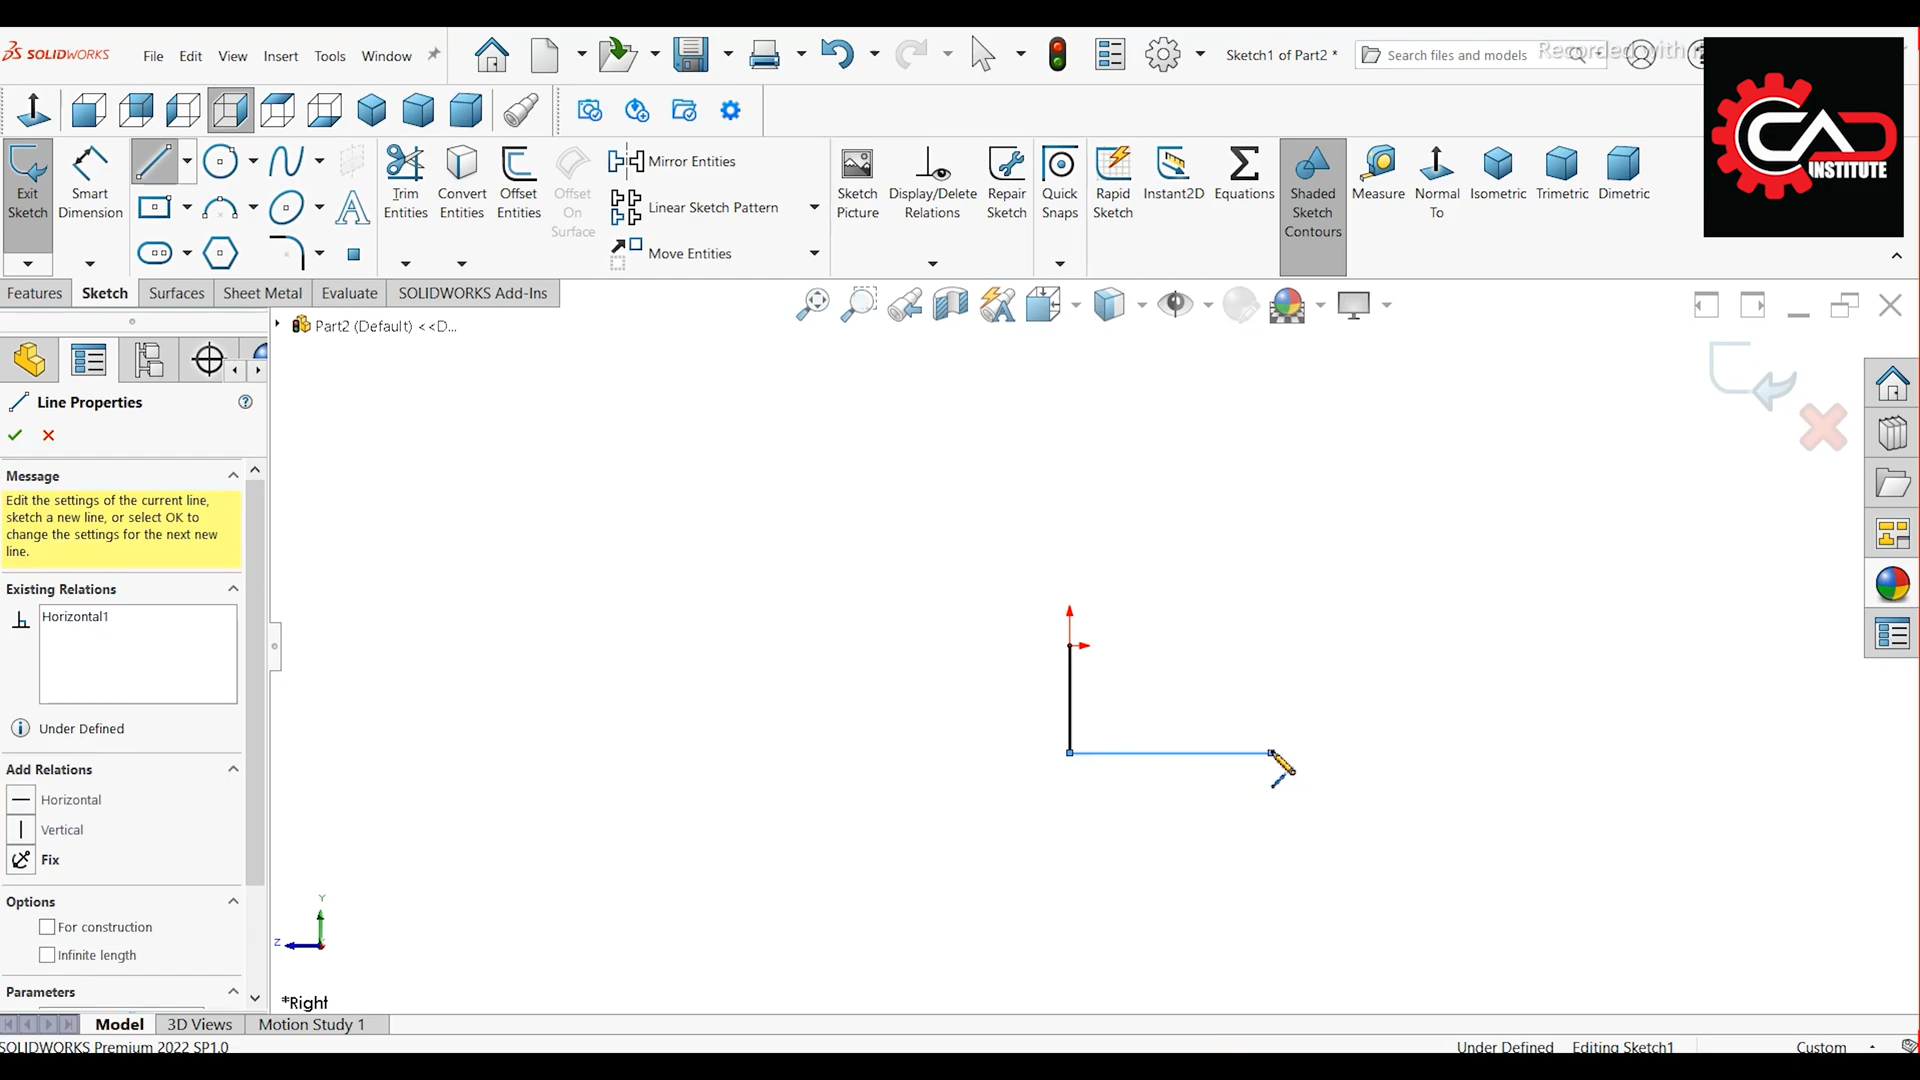 SOLIDWORKS File Edit View Insert Tools Window Sketch1 of Part2 * Search files and models Recorded with
CAD
INSTITUTE
Exit Sketch
Smart Dimension
Trim Entities
Convert Entities
Offset Entities
Offset On Surface
Mirror Entities
Linear Sketch Pattern
Move Entities
Sketch Picture
Display/Delete Relations
Repair Sketch
Quick Snaps
Rapid Sketch
Instant2D
Equations
Shaded Sketch Contours
Measure
Normal To
Isometric
Trimetric
Dimetric
Features Sketch Surfaces Sheet Metal Evaluate SOLIDWORKS Add-Ins
Part2 (Default) <<D...
Line Properties
Message
Edit the settings of the current line,
sketch a new line, or select OK to
change the settings for the next new
line.
Existing Relations
Horizontal1
Under Defined
Add Relations
Horizontal
Vertical
Fix
Options
For construction
Infinite length
Parameters
Y
Z
*Right
Model 3D Views Motion Study 1
SOLIDWORKS Premium 2022 SP1.0 Under Defined Editing Sketch1 Custom